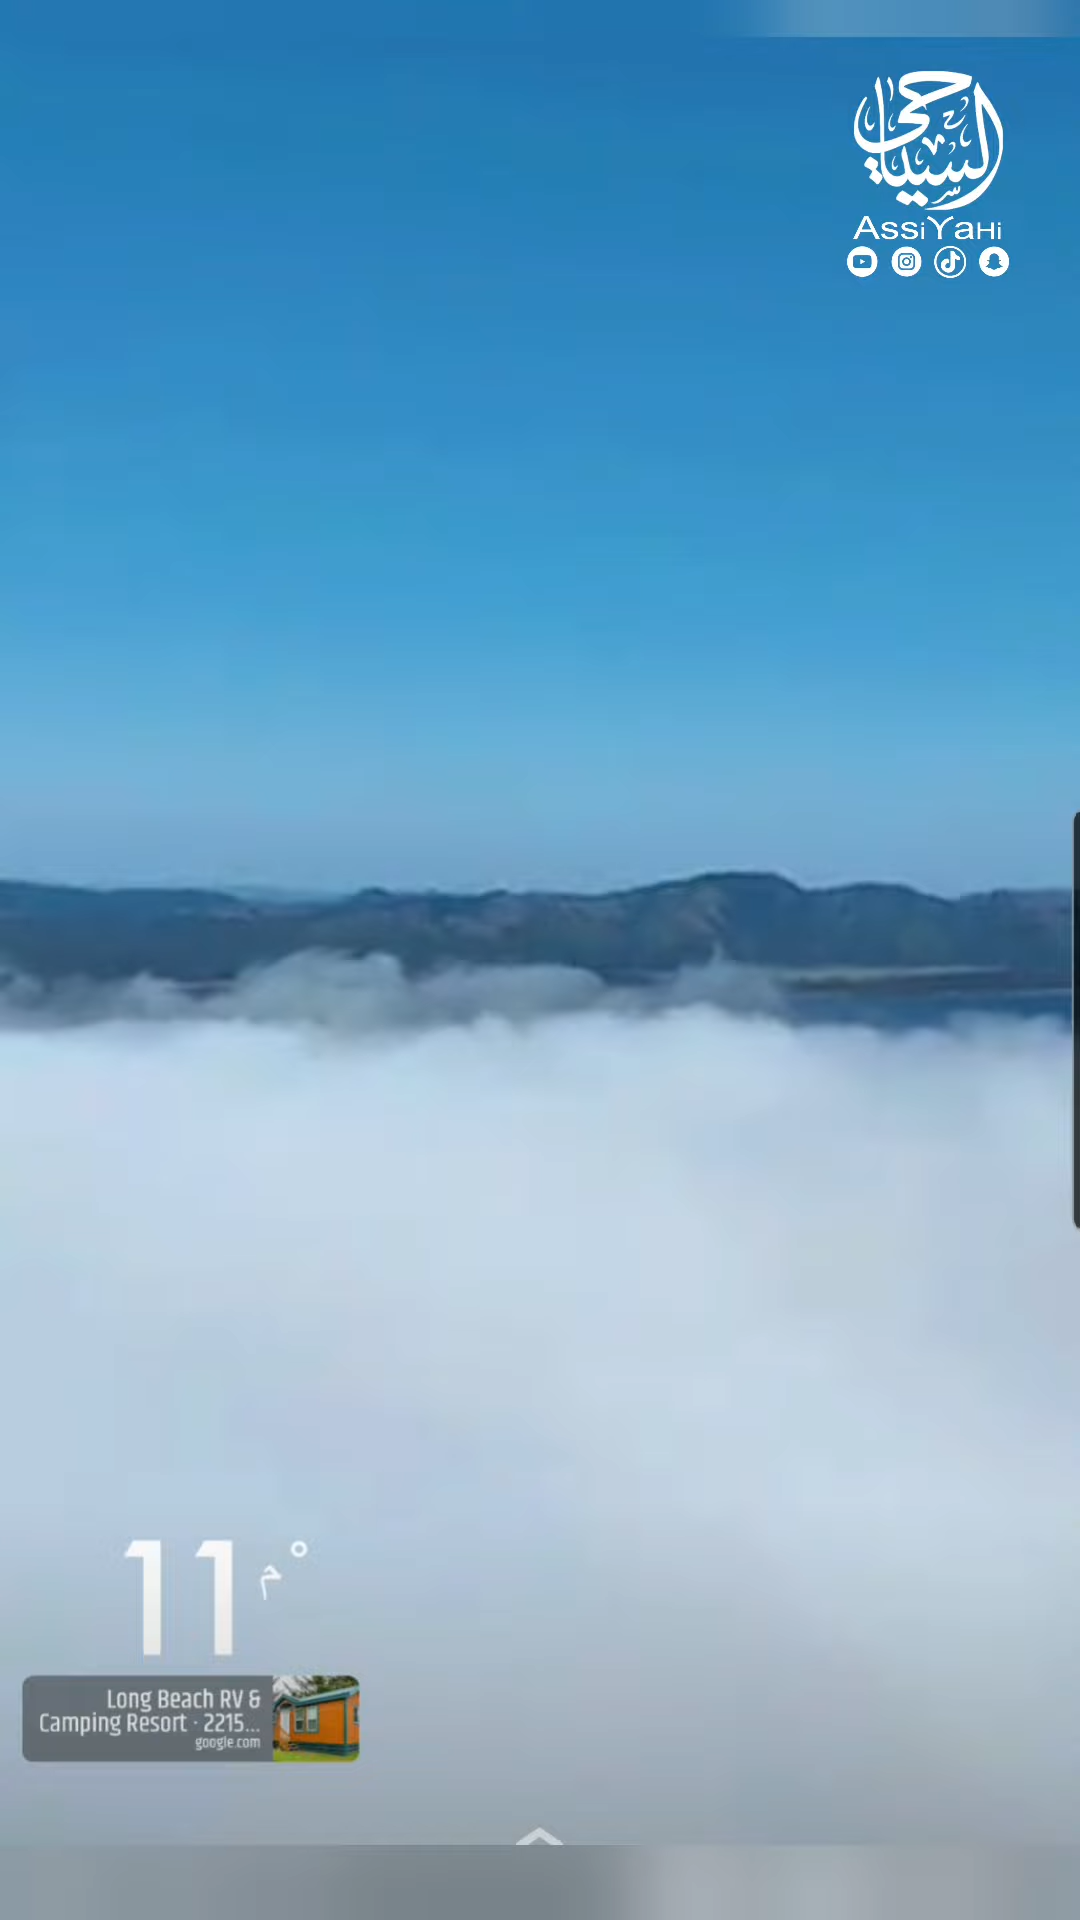 السياحي
AssiYaHi
11°م
Long Beach RV &
Camping Resort · 2215...
google.com